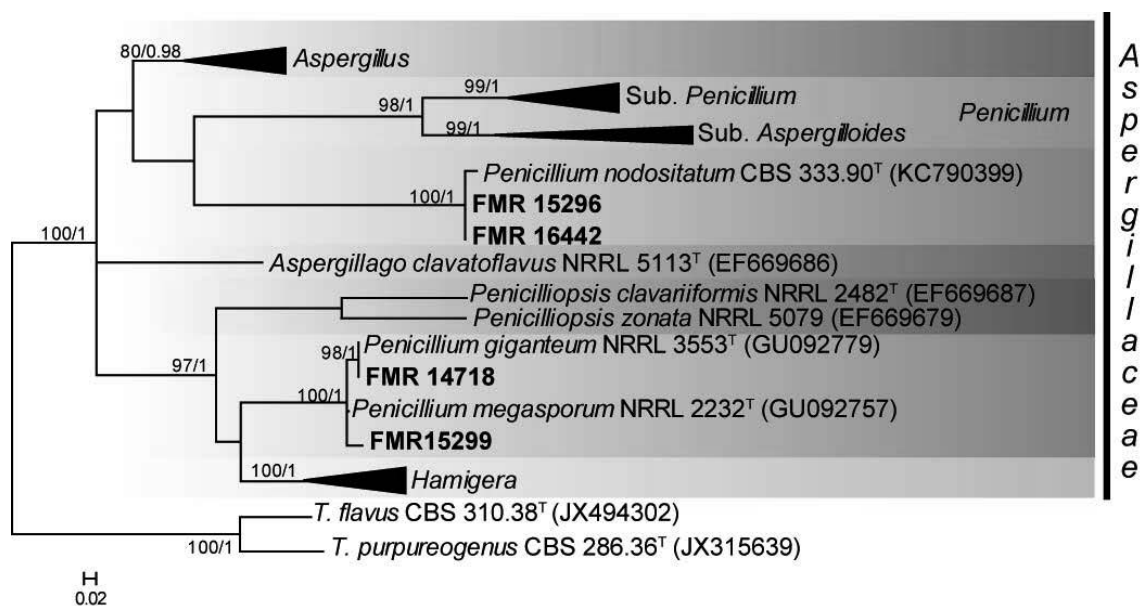 80/0.98
Aspergillus
99/1
Sub. Penicillium
98/1
Penicillium
99/1
Sub. Aspergilloides
Penicillium nodositatum CBS 333.90ᵀ (KC790399)
100/1
FMR 15296
FMR 16442
100/1
Aspergillago clavatoflavus NRRL 5113ᵀ (EF669686)
Penicilliopsis clavariiformis NRRL 2482ᵀ (EF669687)
Penicilliopsis zonata NRRL 5079 (EF669679)
Penicillium giganteum NRRL 3553ᵀ (GU092779)
98/1
97/1
FMR 14718
100/1
Penicillium megasporum NRRL 2232ᵀ (GU092757)
FMR15299
100/1
Hamigera
T. flavus CBS 310.38ᵀ (JX494302)
100/1
T. purpureogenus CBS 286.36ᵀ (JX315639)
0.02
Aspergillaceae